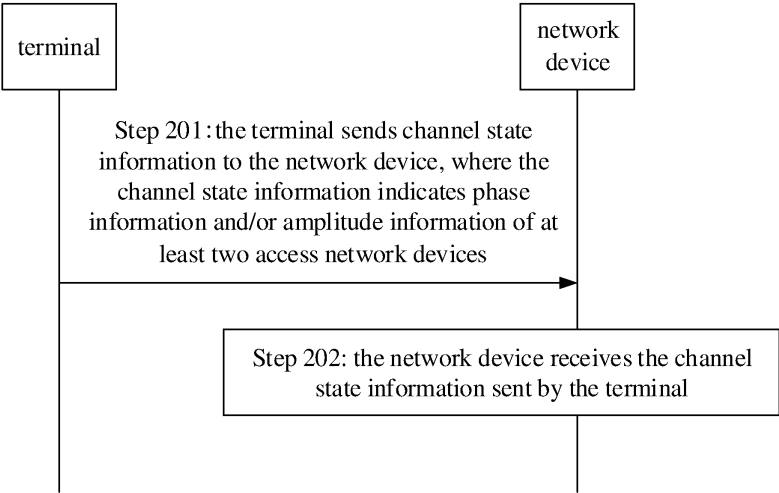 terminal
network
device
Step 201：the terminal sends channel state
information to the network device, where the
channel state information indicates phase
information and/or amplitude information of at
least two access network devices
Step 202: the network device receives the channel
state information sent by the terminal